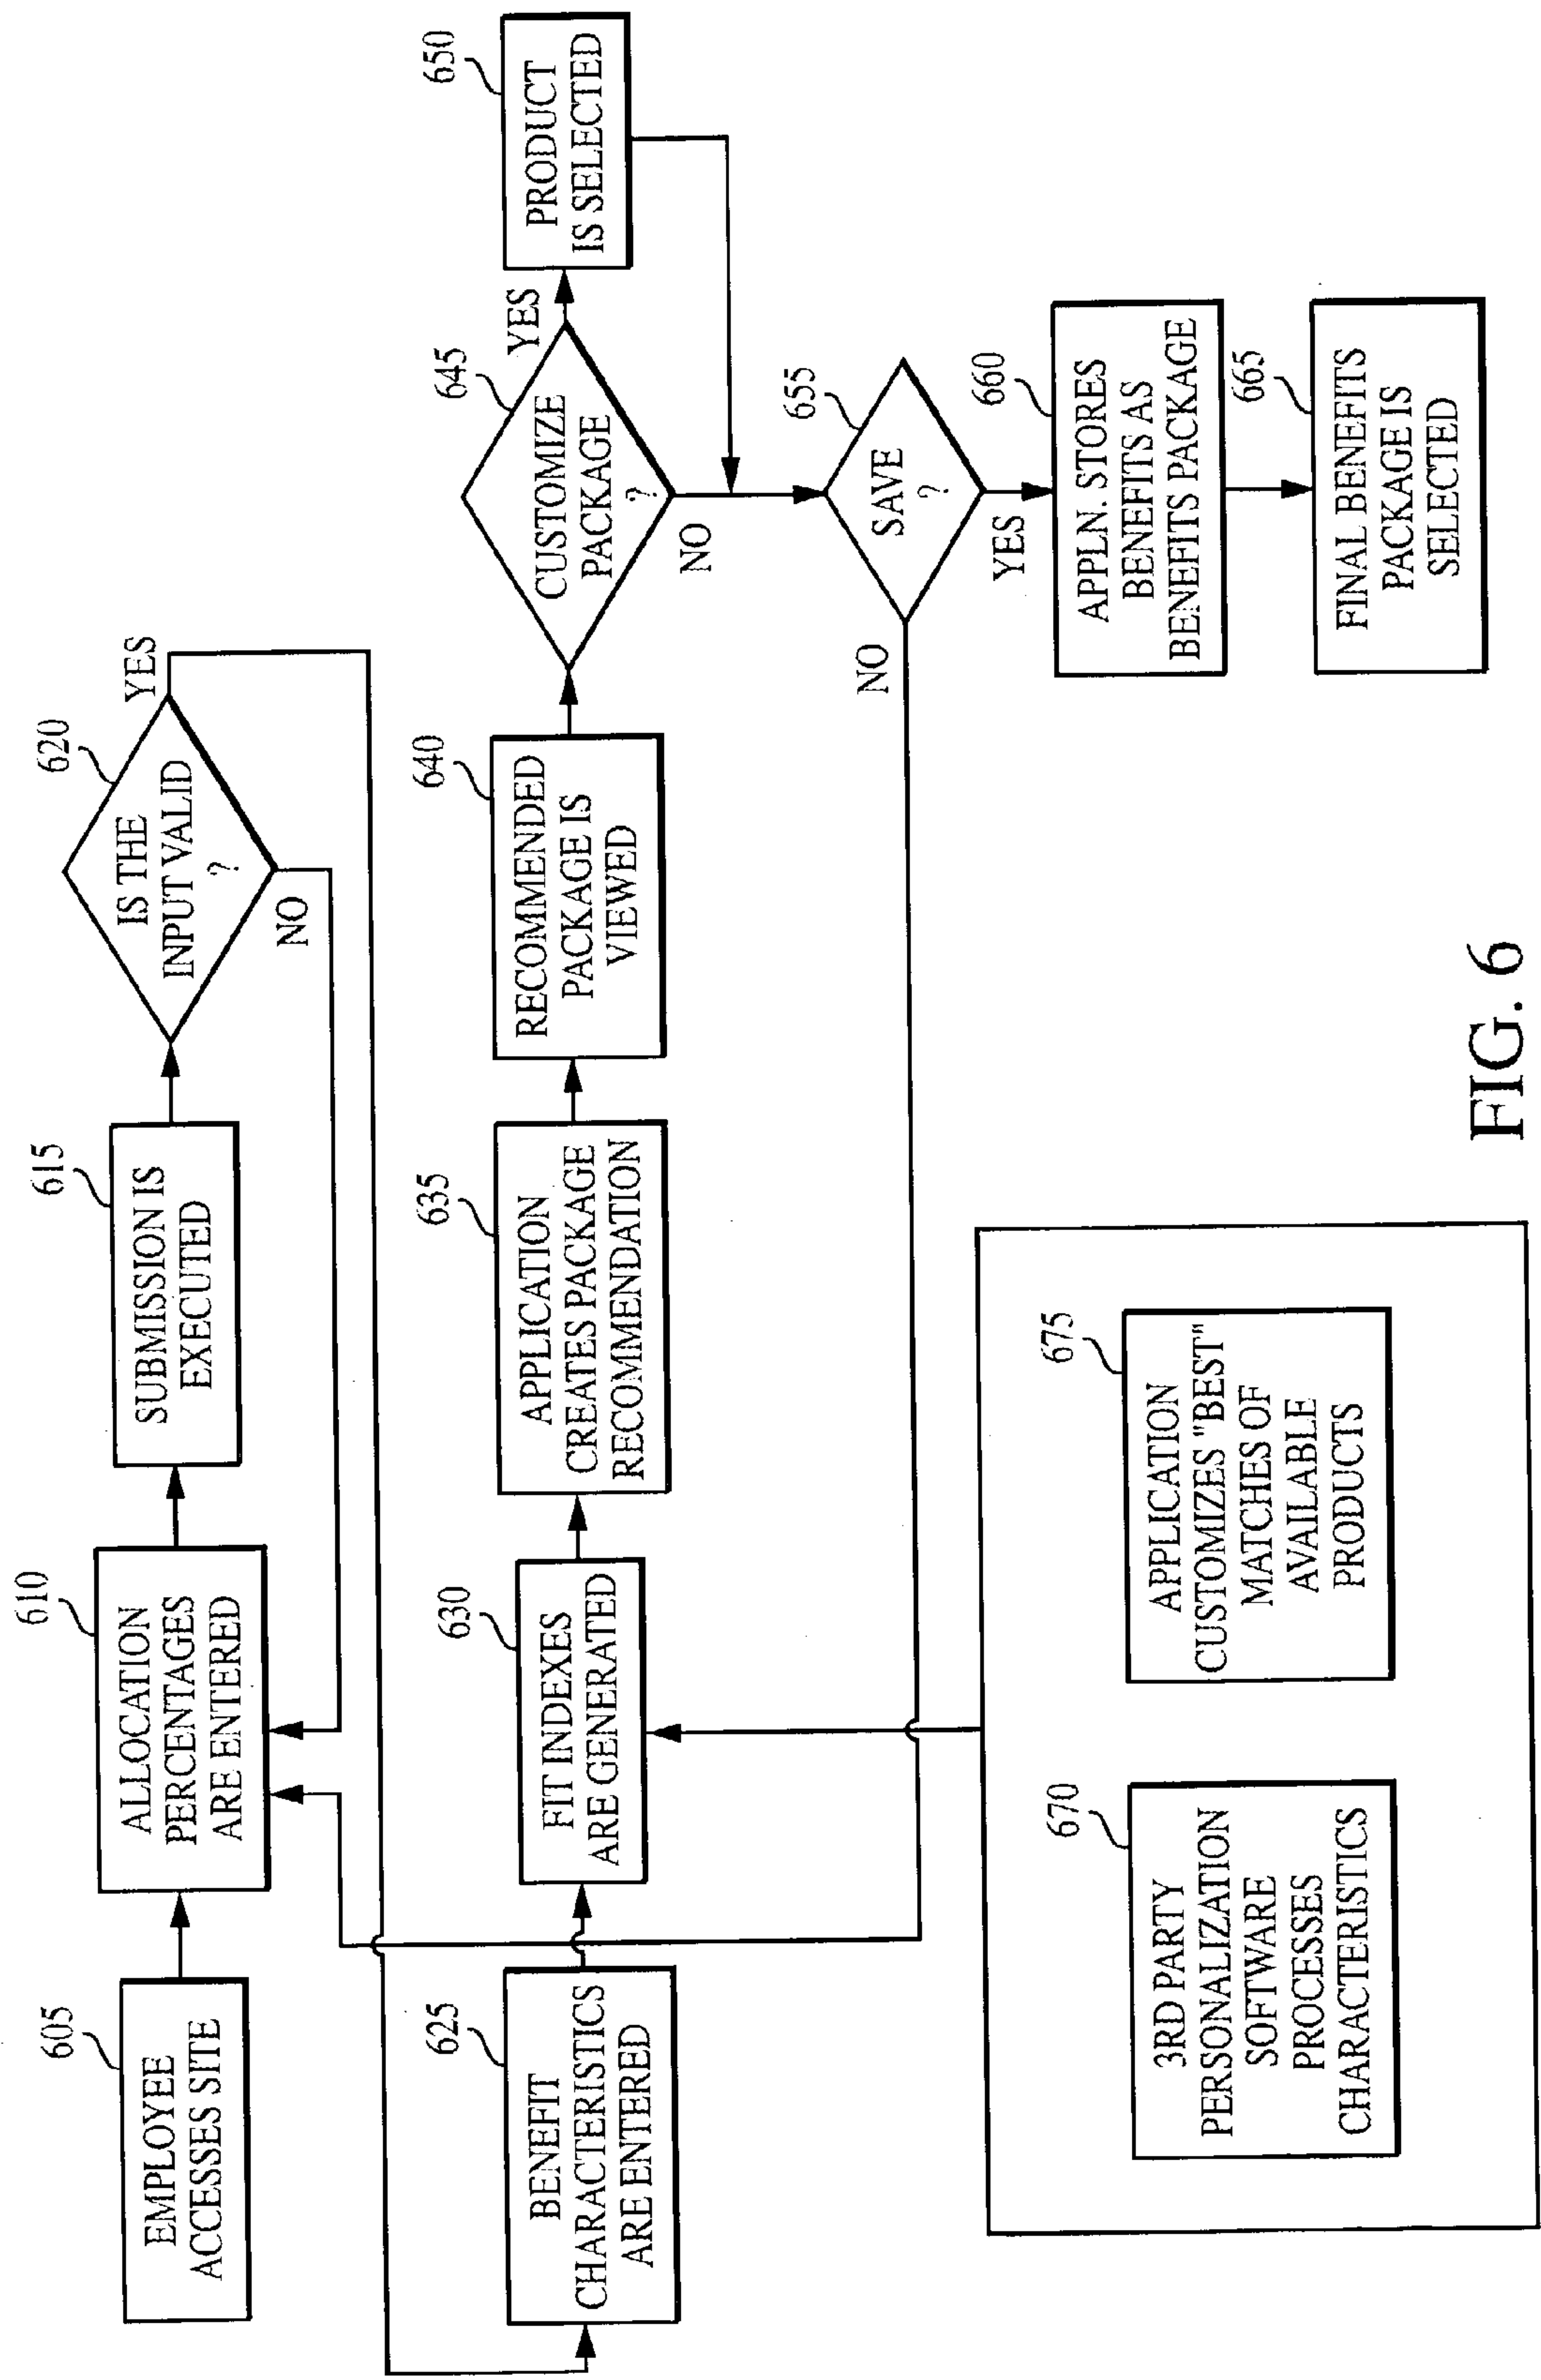 605
EMPLOYEE
ACCESSES SITE
610
ALLOCATION
PERCENTAGES
ARE ENTERED
615
SUBMISSION IS
EXECUTED
620
IS THE
INPUT VALID
?
YES
NO
625
BENEFIT
CHARACTERISTICS
ARE ENTERED
630
FIT INDEXES
ARE GENERATED
635
APPLICATION
CREATES PACKAGE
RECOMMENDATION
640
RECOMMENDED
PACKAGE IS
VIEWED
645
CUSTOMIZE
PACKAGE
?
YES
NO
650
PRODUCT
IS SELECTED
655
SAVE
?
NO
YES
660
APPLN. STORES
BENEFITS AS
BENEFITS PACKAGE
665
FINAL BENEFITS
PACKAGE IS
SELECTED
670
3RD PARTY
PERSONALIZATION
SOFTWARE
PROCESSES
CHARACTERISTICS
675
APPLICATION
CUSTOMIZES "BEST"
MATCHES OF
AVAILABLE
PRODUCTS
FIG. 6